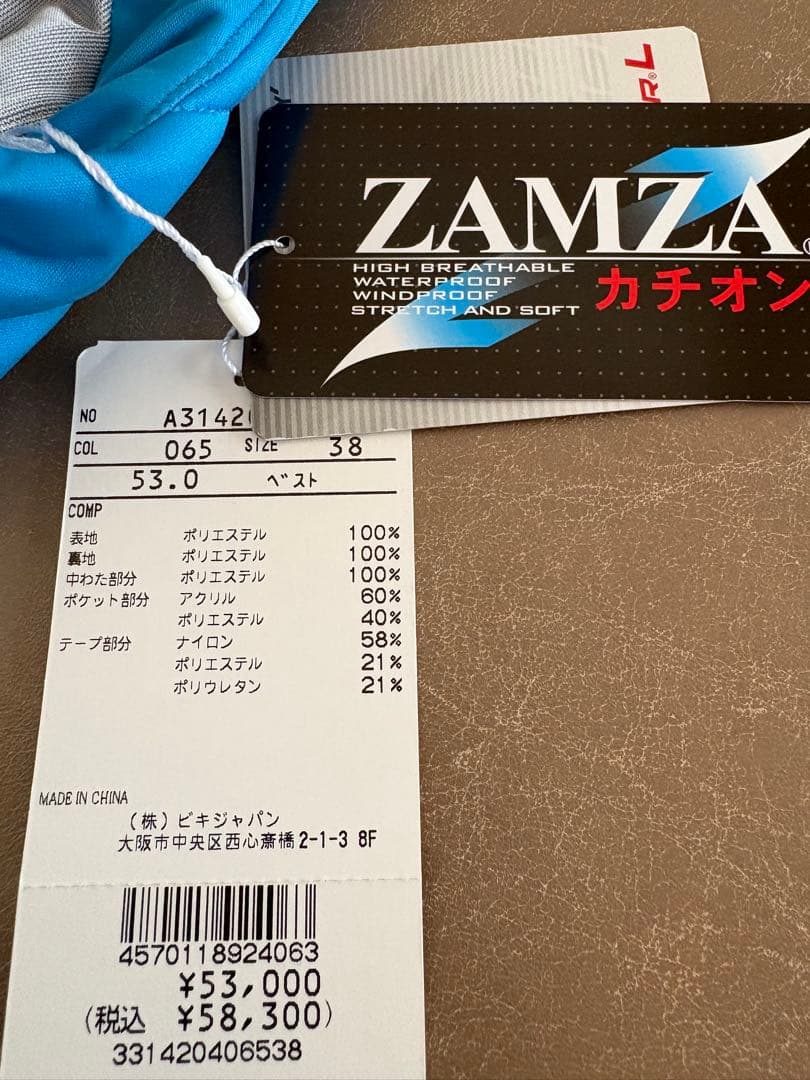 R® L
ZAMZA
HIGH BREATHABLE
WATERPROOF
WINDPROOF
STRETCH AND SOFT
カチオン
NO A3142
COL 065 SIZE 38
53.0 ベスト
COMP
表地 ポリエステル 100%
裏地 ポリエステル 100%
中わた部分 ポリエステル 100%
ポケット部分 アクリル 60%
ポリエステル 40%
テープ部分 ナイロン 58%
ポリエステル 21%
ポリウレタン 21%
MADE IN CHINA
(株)ビキジャパン
大阪市中央区西心斎橋2-1-3 8F
4570118924063
¥53,000
(税込 ¥58,300)
331420406538